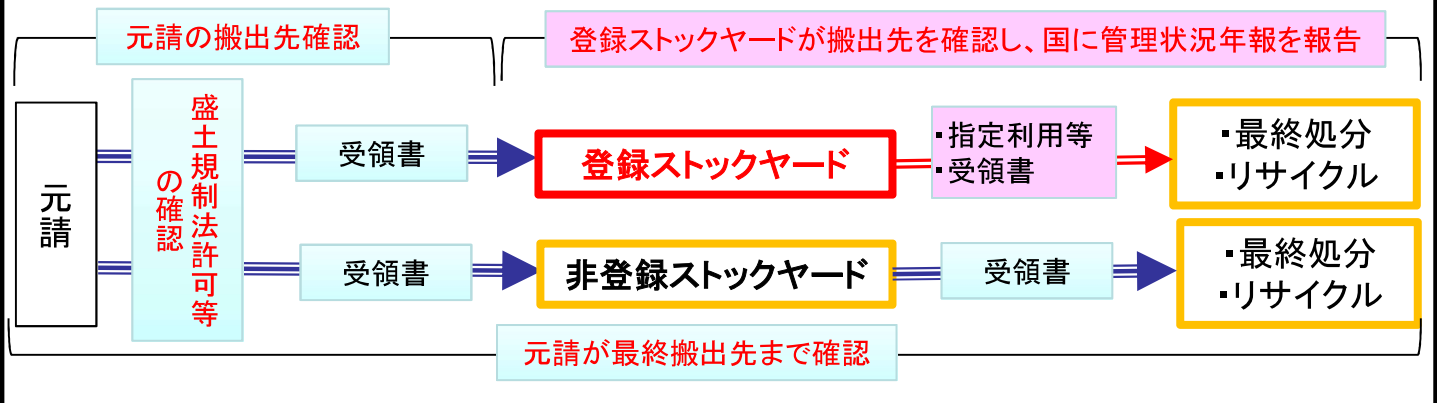 元請の搬出先確認
登録ストックヤードが搬出先を確認し、国に管理状況年報を報告
元請
盛土規制法許可等
の確認
受領書
登録ストックヤード
▪指定利用等
▪受領書
▪最終処分
▪リサイクル
受領書
非登録ストックヤード
受領書
▪最終処分
▪リサイクル
元請が最終搬出先まで確認